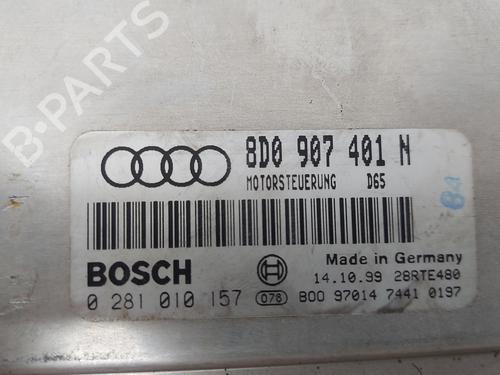 B-PARTS
8D0 907 401 N
MOTORSTEUERUNG D65
8A
BOSCH
Made in Germany
14.10.99 28RTE480
0 281 010 157 078 800 97014 7441 0197